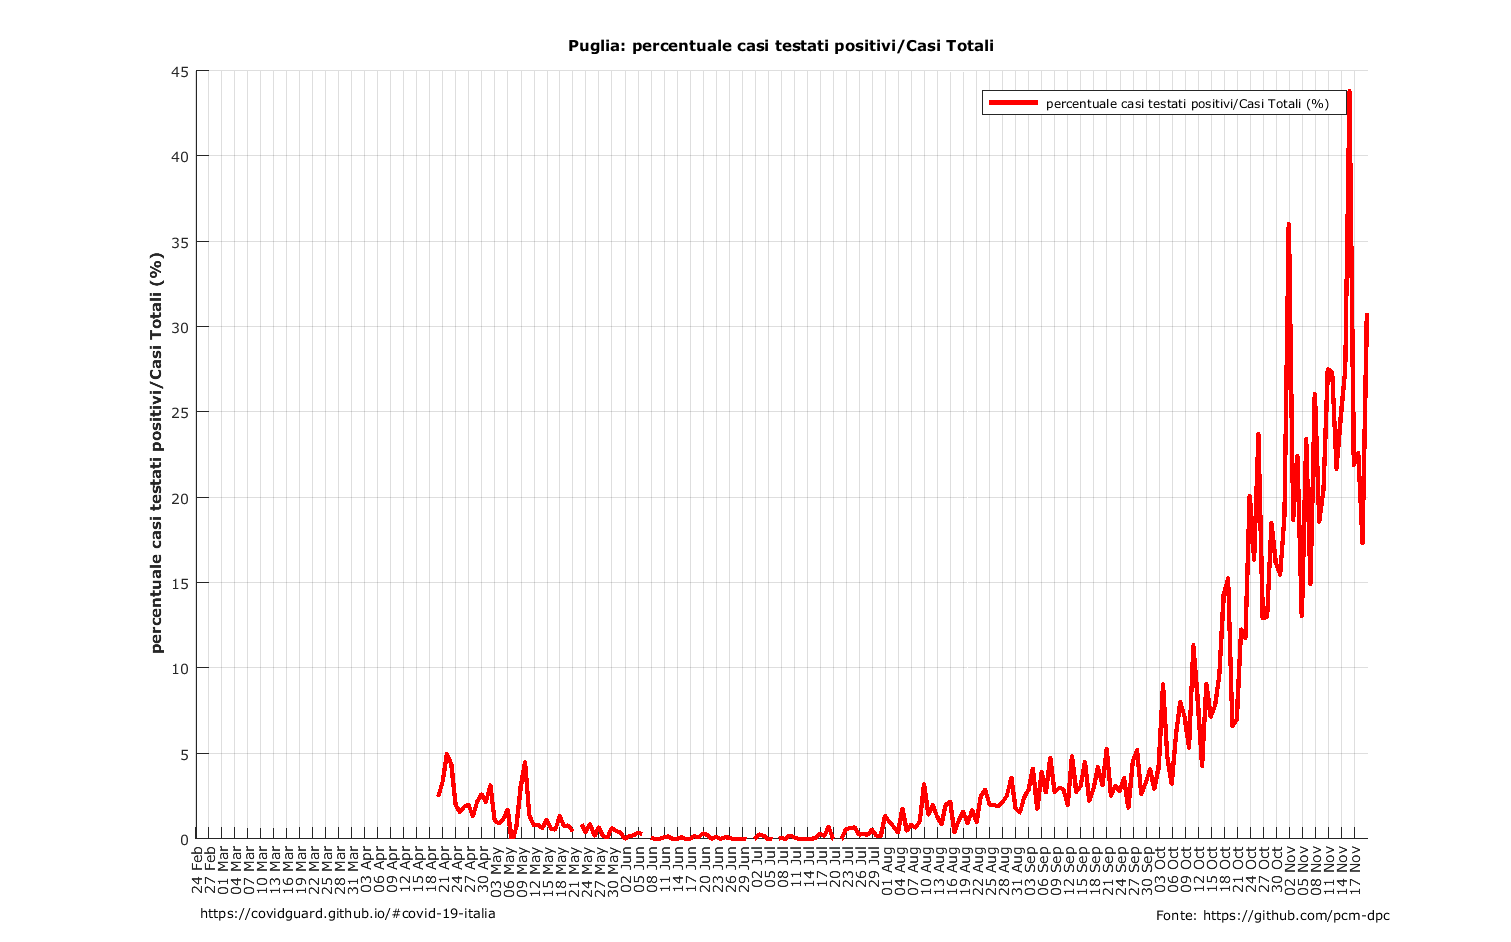 Puglia: percentuale casi testati positivi/Casi Totali
percentuale casi testati positivi/Casi Totali (%)
percentuale casi testati positivi/Casi Totali (%)
45
40
35
30
25
20
15
10
5
0
24 Feb
27 Feb
01 Mar
04 Mar
07 Mar
10 Mar
13 Mar
16 Mar
19 Mar
22 Mar
25 Mar
28 Mar
31 Mar
03 Apr
06 Apr
09 Apr
12 Apr
15 Apr
18 Apr
21 Apr
24 Apr
27 Apr
30 Apr
03 May
06 May
09 May
12 May
15 May
18 May
21 May
24 May
27 May
30 May
02 Jun
05 Jun
08 Jun
11 Jun
14 Jun
17 Jun
20 Jun
23 Jun
26 Jun
29 Jun
02 Jul
05 Jul
08 Jul
11 Jul
14 Jul
17 Jul
20 Jul
23 Jul
26 Jul
29 Jul
01 Aug
04 Aug
07 Aug
10 Aug
13 Aug
16 Aug
19 Aug
22 Aug
25 Aug
28 Aug
31 Aug
03 Sep
06 Sep
09 Sep
12 Sep
15 Sep
18 Sep
21 Sep
24 Sep
27 Sep
30 Sep
03 Oct
06 Oct
09 Oct
12 Oct
15 Oct
18 Oct
21 Oct
24 Oct
27 Oct
30 Oct
02 Nov
05 Nov
08 Nov
11 Nov
14 Nov
17 Nov
https://covidguard.github.io/#covid-19-italia
Fonte: https://github.com/pcm-dpc